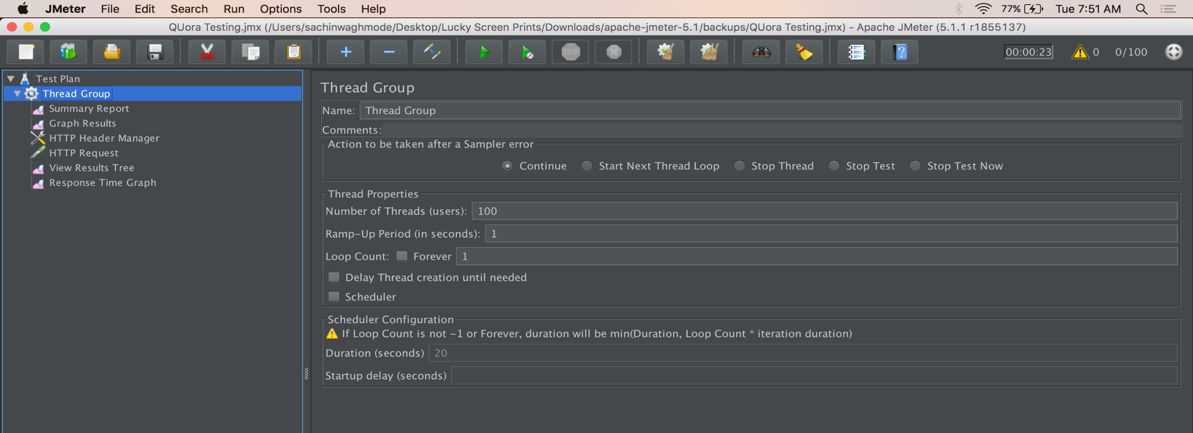 JMeter File Edit Search Run Options Tools Help 77% Tue 7:51 AM
QUora Testing.jmx (/Users/sachinwaghmode/Desktop/Lucky Screen Prints/Downloads/apache-jmeter-5.1/backups/QUora Testing.jmx) - Apache JMeter (5.1.1 r1855137)
00:00:23 0 0/100
Test Plan
Thread Group
Summary Report
Graph Results
HTTP Header Manager
HTTP Request
View Results Tree
Response Time Graph
Thread Group
Name: Thread Group
Comments:
Action to be taken after a Sampler error
Continue Start Next Thread Loop Stop Thread Stop Test Stop Test Now
Thread Properties
Number of Threads (users): 100
Ramp-Up Period (in seconds): 1
Loop Count: Forever 1
Delay Thread creation until needed
Scheduler
Scheduler Configuration
If Loop Count is not -1 or Forever, duration will be min(Duration, Loop Count * iteration duration)
Duration (seconds) 20
Startup delay (seconds)